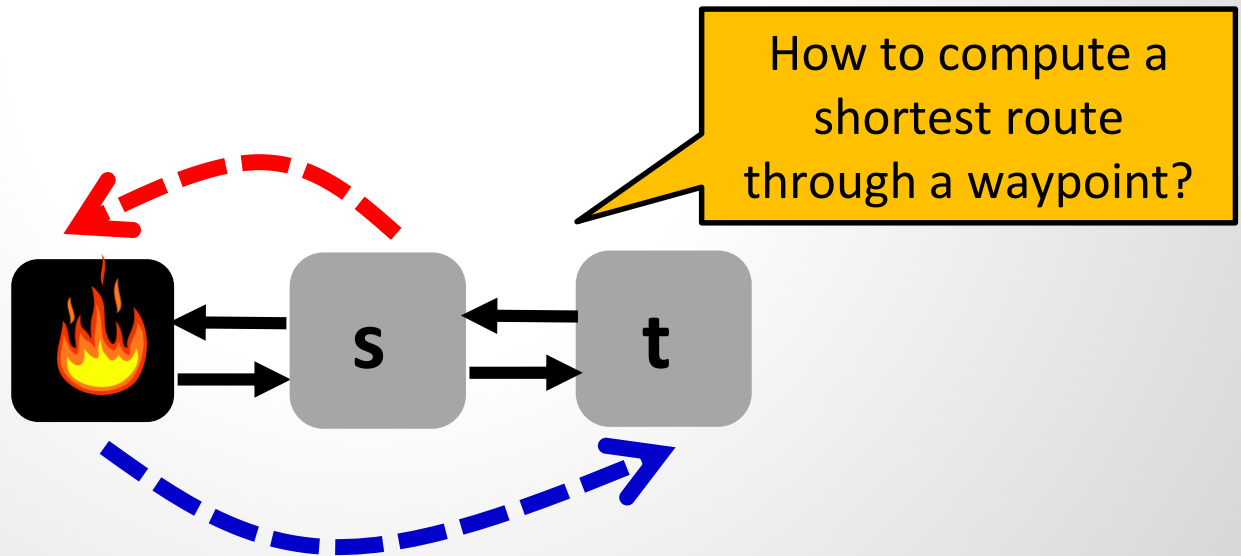 How to compute a
shortest route
through a waypoint?
s
t